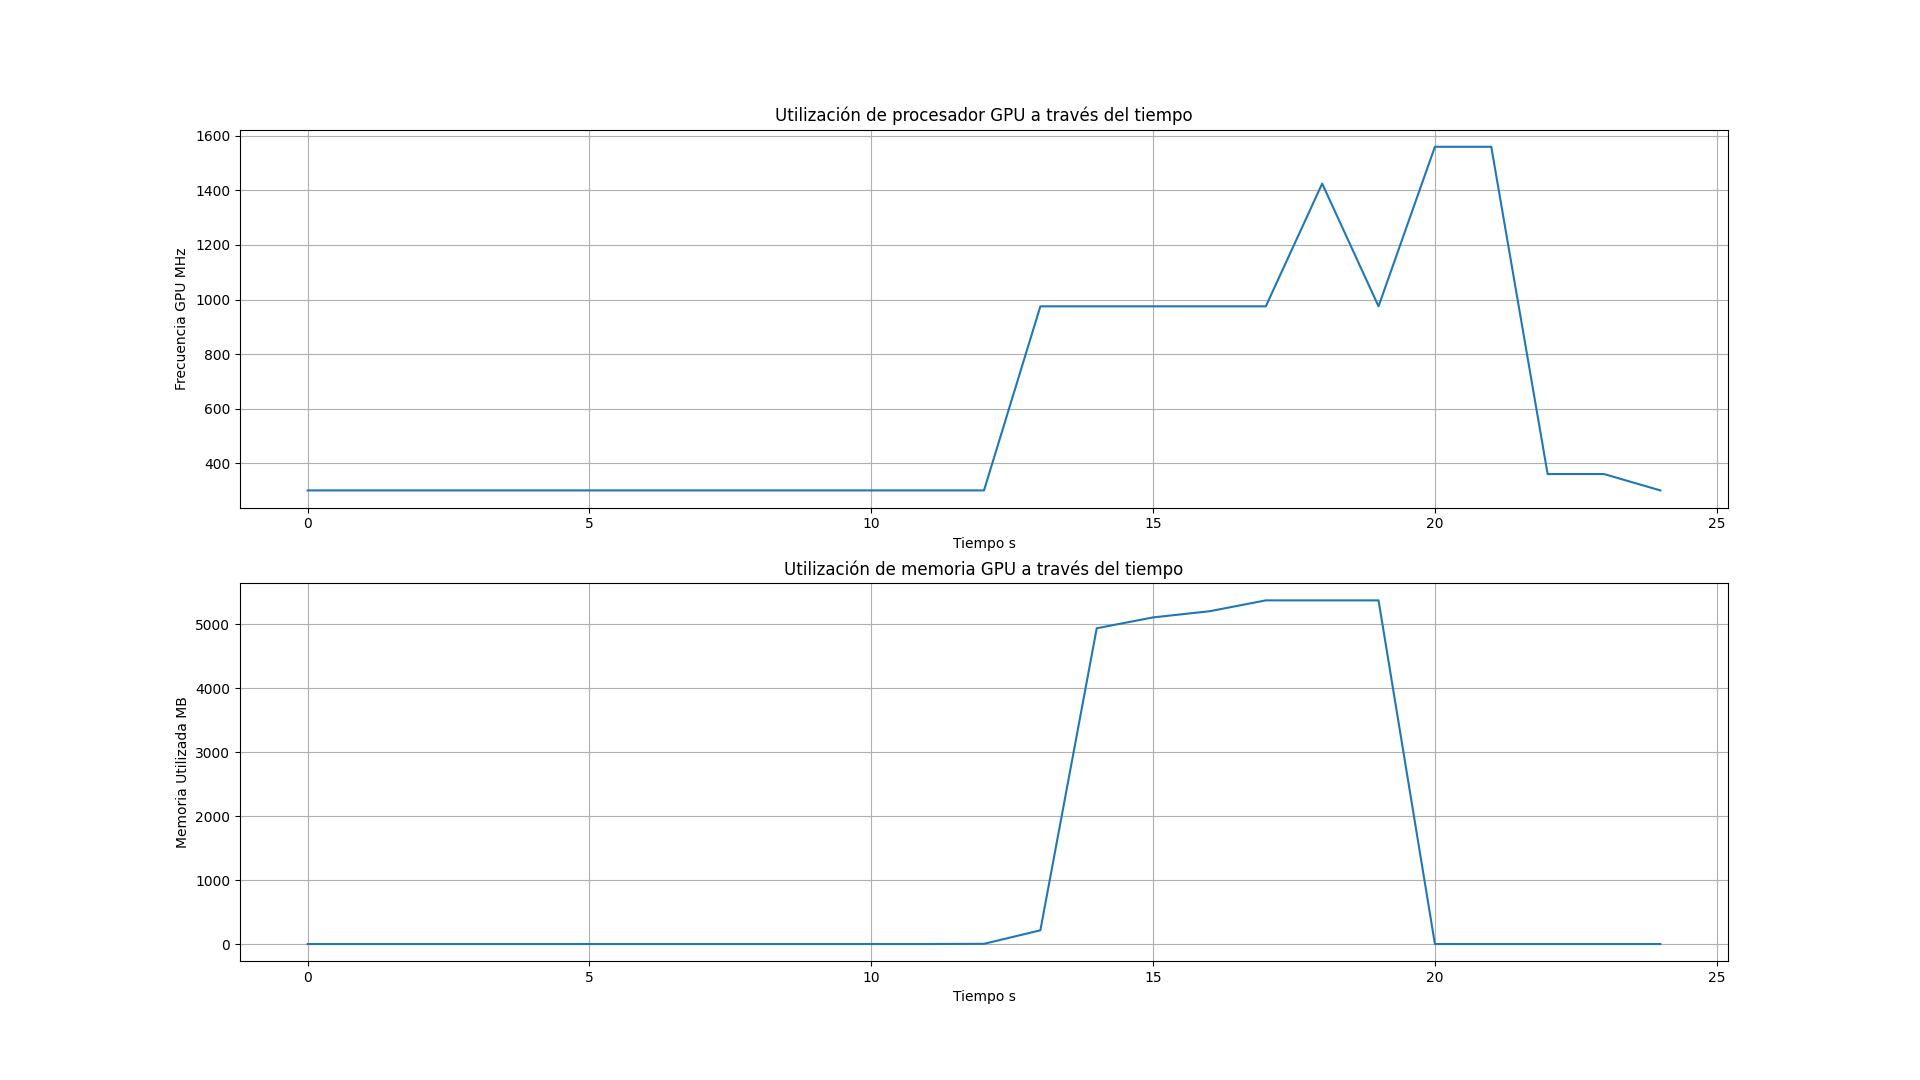 Utilización de procesador GPU a través del tiempo
1600
1400
1200
1000
800
600
400
Frecuencia GPU MHz
0 5 10 15 20 25
Tiempo s
Utilización de memoria GPU a través del tiempo
5000
4000
3000
2000
1000
0
Memoria Utilizada MB
0 5 10 15 20 25
Tiempo s